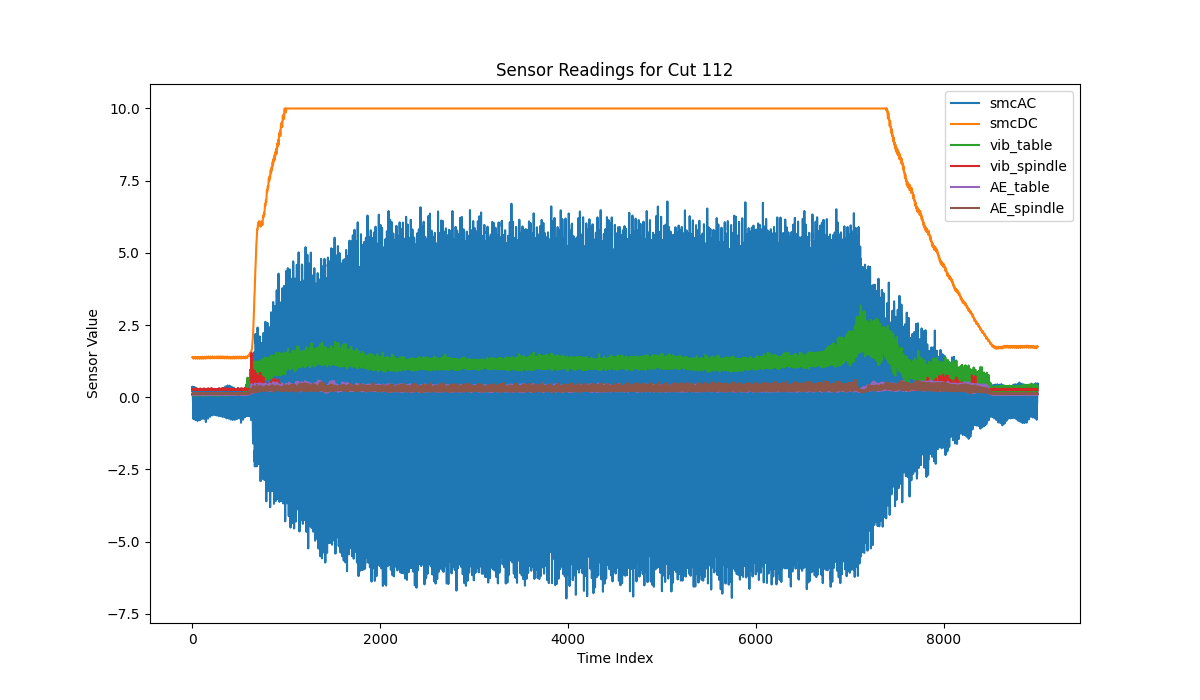 Sensor Readings for Cut 112
10.0
7.5
5.0
2.5
0.0
−2.5
−5.0
−7.5
Sensor Value
smcAC
smcDC
vib_table
vib_spindle
AE_table
AE_spindle
0 2000 4000 6000 8000
Time Index